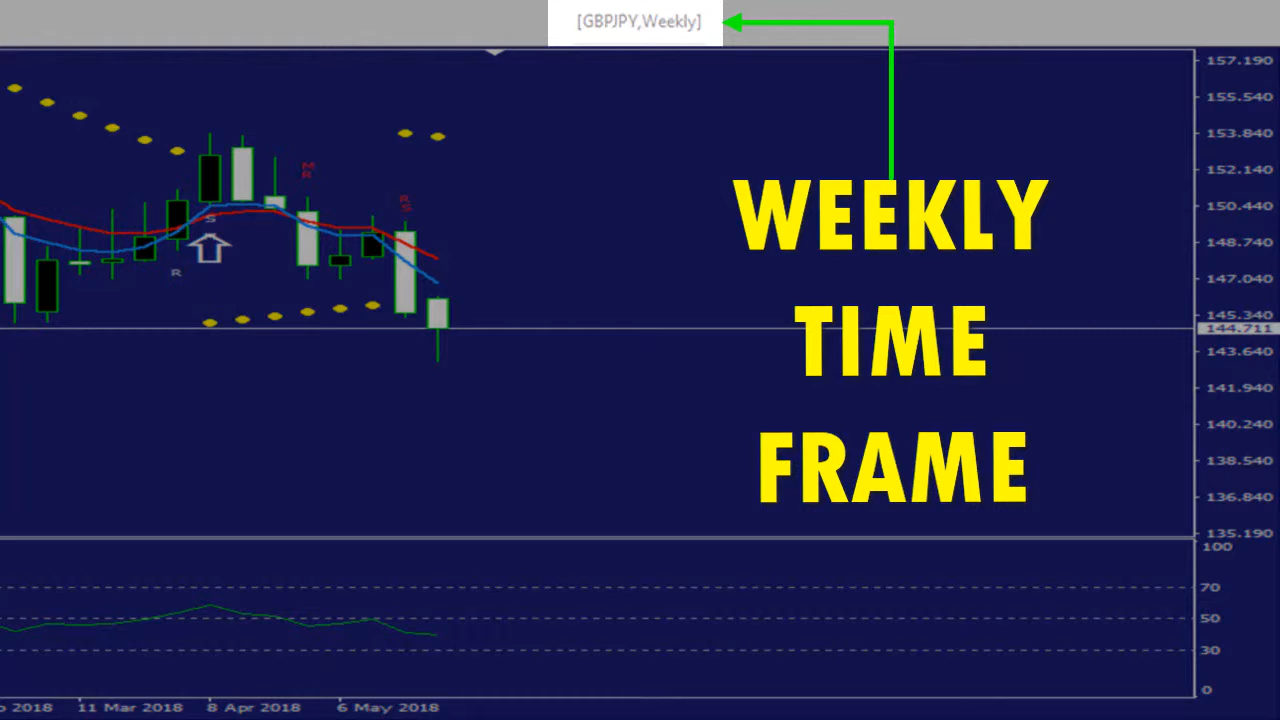 [GBPJPY,Weekly]
157.190
155.540
153.840
152.140
150.440
148.740
147.040
145.340
144.711
143.640
141.940
140.240
138.540
136.840
135.190
M
R
R
S
S
R
WEEKLY
TIME
FRAME
100
70
50
30
0
2018
11 Mar 2018
8 Apr 2018
6 May 2018